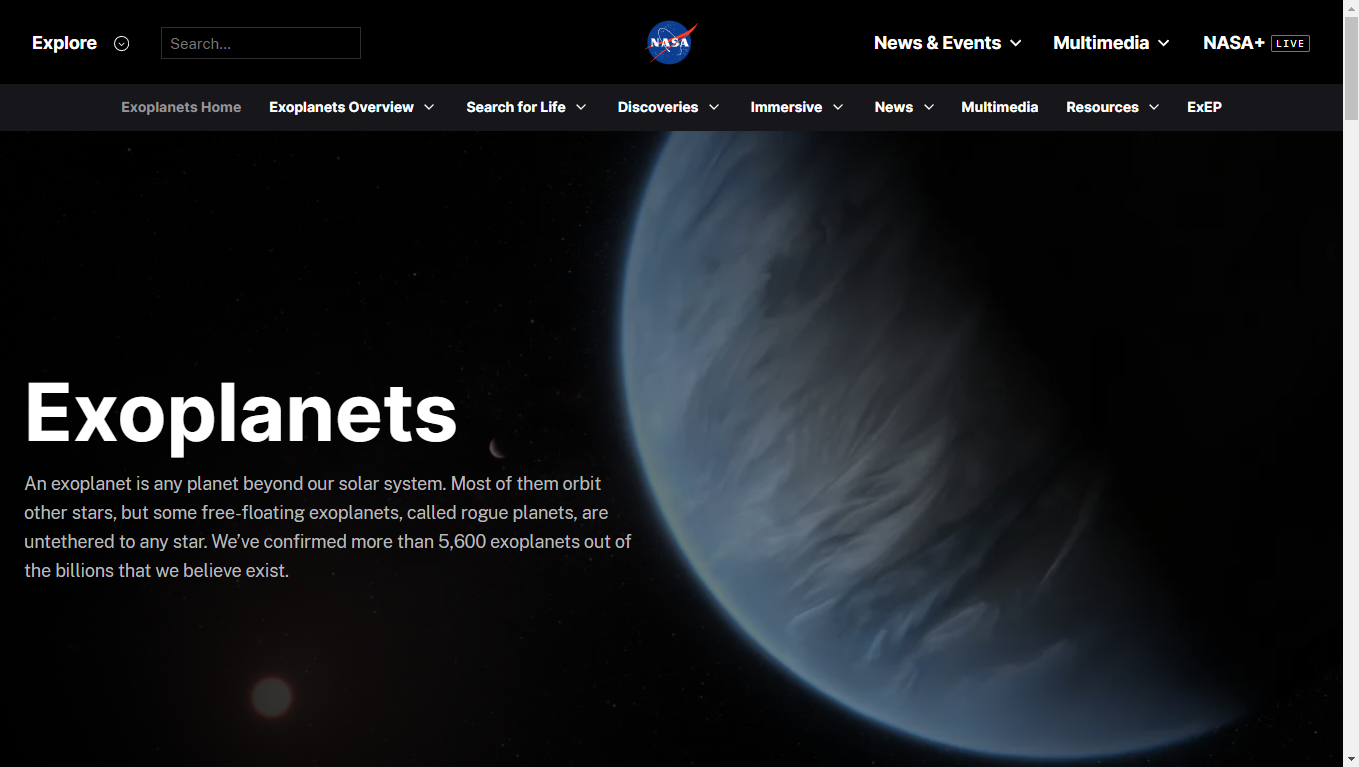 Explore
Search...
NASA
News & Events
Multimedia
NASA+ LIVE
Exoplanets Home
Exoplanets Overview
Search for Life
Discoveries
Immersive
News
Multimedia
Resources
ExEP
Exoplanets
An exoplanet is any planet beyond our solar system. Most of them orbit
other stars, but some free-floating exoplanets, called rogue planets, are
untethered to any star. We’ve confirmed more than 5,600 exoplanets out of
the billions that we believe exist.